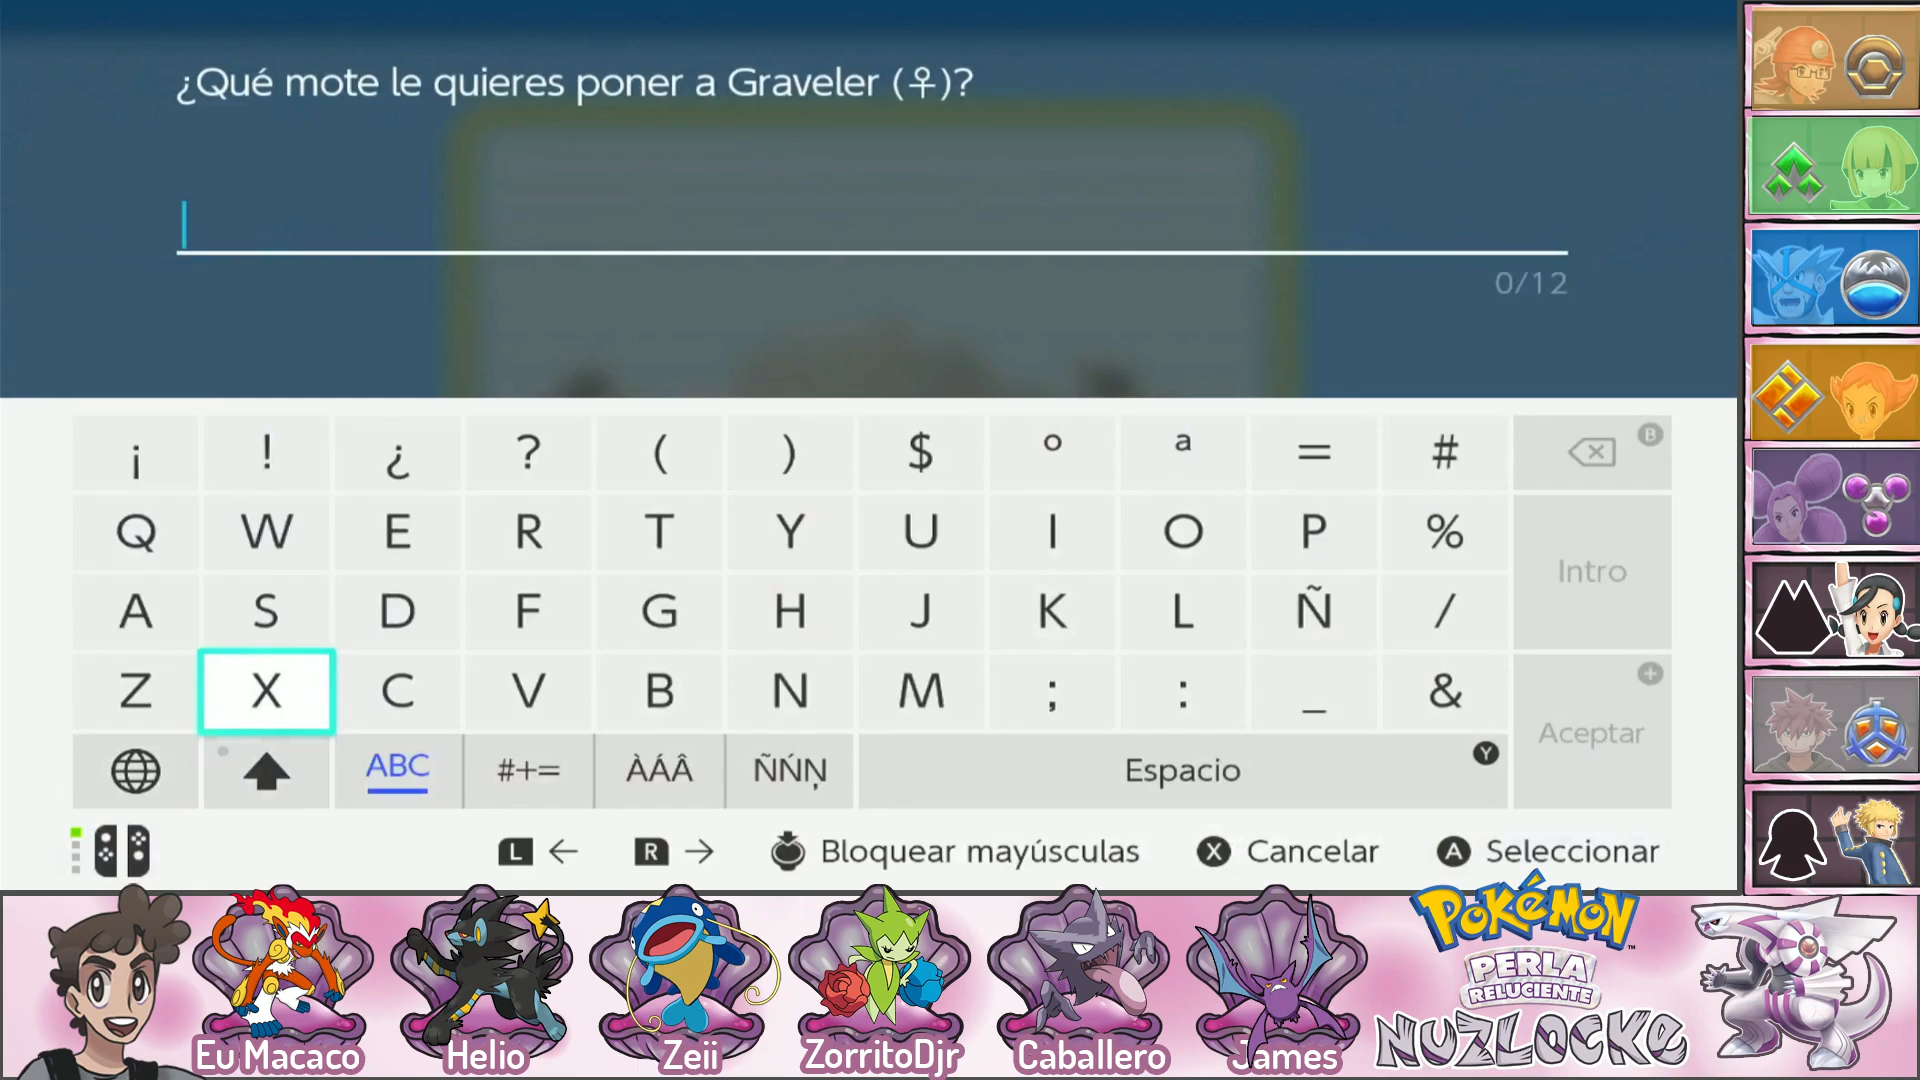 ¿Qué mote le quieres poner a Graveler (♀)?
0/12
¡ ! ¿ ? ( ) $ º ª = # B
Q W E R T Y U I O P %
Intro
A S D F G H J K L Ñ /
Z X C V B N M ; : _ & +
Aceptar
ABC #+= ÀÁÂ ÑŃŅ Espacio Y
L ← R → Bloquear mayúsculas X Cancelar A Seleccionar
POKéMON™
PERLA
RELUCIENTE
NUZLOCKE
Eu Macaco Helio Zeii ZorritoDjr Caballero James